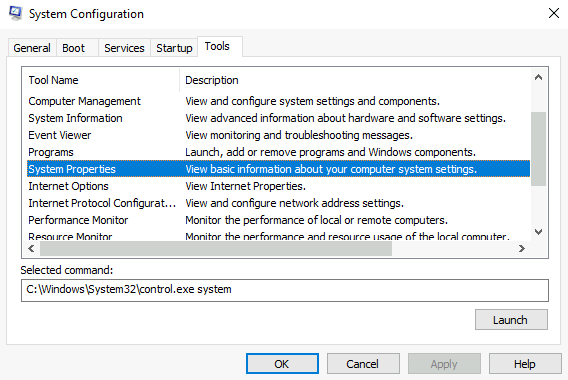 System Configuration
General Boot Services Startup Tools
Tool Name Description
Computer Management View and configure system settings and components.
System Information View advanced information about hardware and software settings.
Event Viewer View monitoring and troubleshooting messages.
Programs Launch, add or remove programs and Windows components.
System Properties View basic information about your computer system settings.
Internet Options View Internet Properties.
Internet Protocol Configurat... View and configure network address settings.
Performance Monitor Monitor the performance of local or remote computers.
Resource Monitor Monitor the performance and resource usage of the local computer.
Selected command:
C:\Windows\System32\control.exe system
Launch
OK Cancel Apply Help